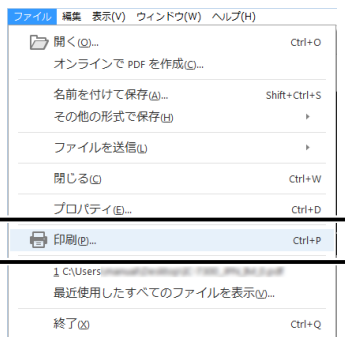 ファイル 編集 表示(V) ウィンドウ(W) ヘルプ(H)
開く(O)... Ctrl+O
オンラインで PDF を作成(C)...
名前を付けて保存(A)... Shift+Ctrl+S
その他の形式で保存(H)
ファイルを送信(L)
閉じる(C) Ctrl+W
プロパティ(E)... Ctrl+D
印刷(P)... Ctrl+P
1 C:\Users
最近使用したすべてのファイルを表示(V)...
終了(X) Ctrl+Q